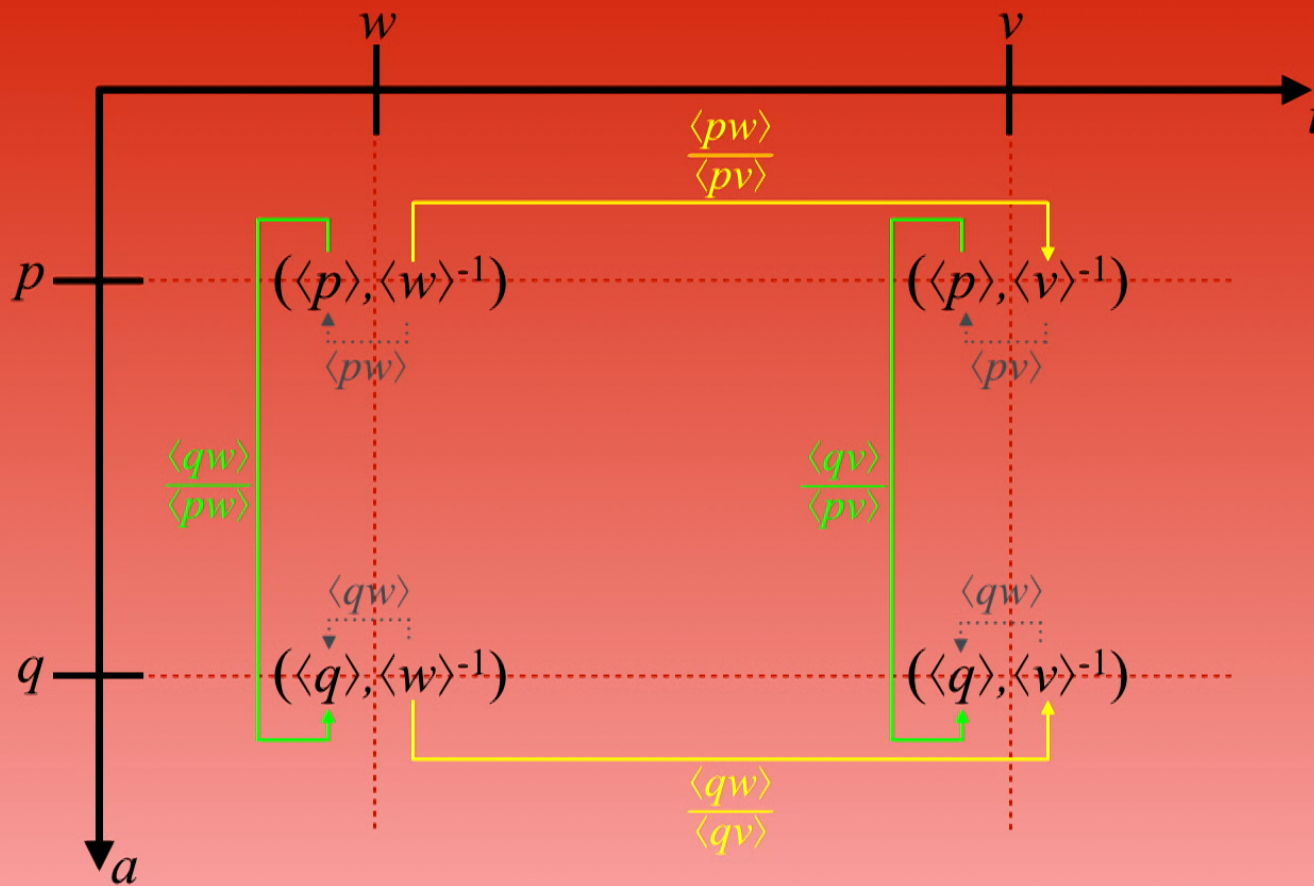 w v
⟨pw⟩
⟨pv⟩
p (⟨p⟩,⟨w⟩⁻¹) (⟨p⟩,⟨v⟩⁻¹)
⟨pw⟩ ⟨pv⟩
⟨qw⟩ ⟨qv⟩
⟨pw⟩ ⟨pv⟩
⟨qw⟩ ⟨qw⟩
q (⟨q⟩,⟨w⟩⁻¹) (⟨q⟩,⟨v⟩⁻¹)
⟨qw⟩
⟨qv⟩
a